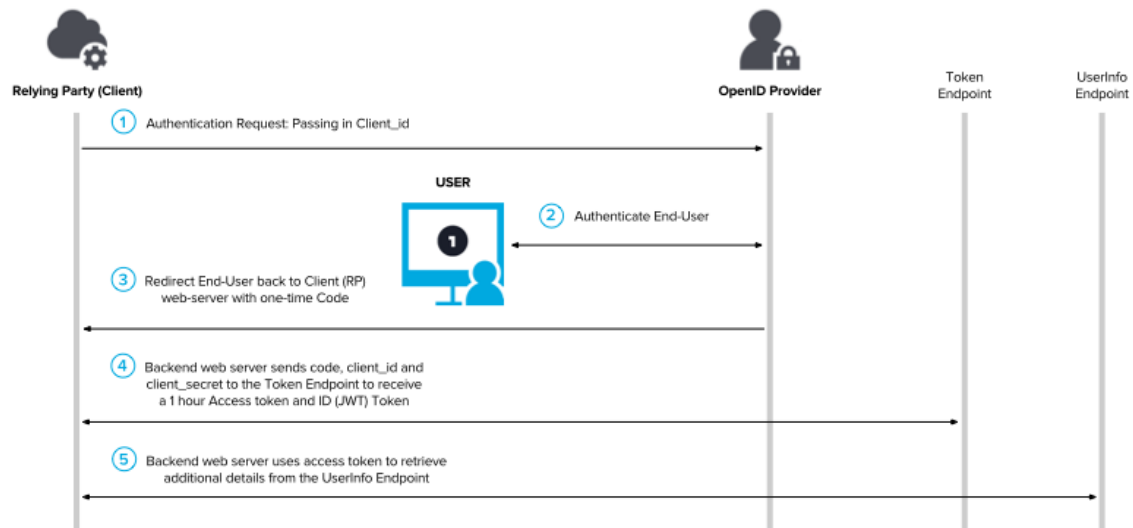 Relying Party (Client)
OpenID Provider
Token
Endpoint
UserInfo
Endpoint
1 Authentication Request: Passing in Client_id
USER
1
2 Authenticate End-User
3 Redirect End-User back to Client (RP)
web-server with one-time Code
4 Backend web server sends code, client_id and
client_secret to the Token Endpoint to receive
a 1 hour Access token and ID (JWT) Token
5 Backend web server uses access token to retrieve
additional details from the UserInfo Endpoint